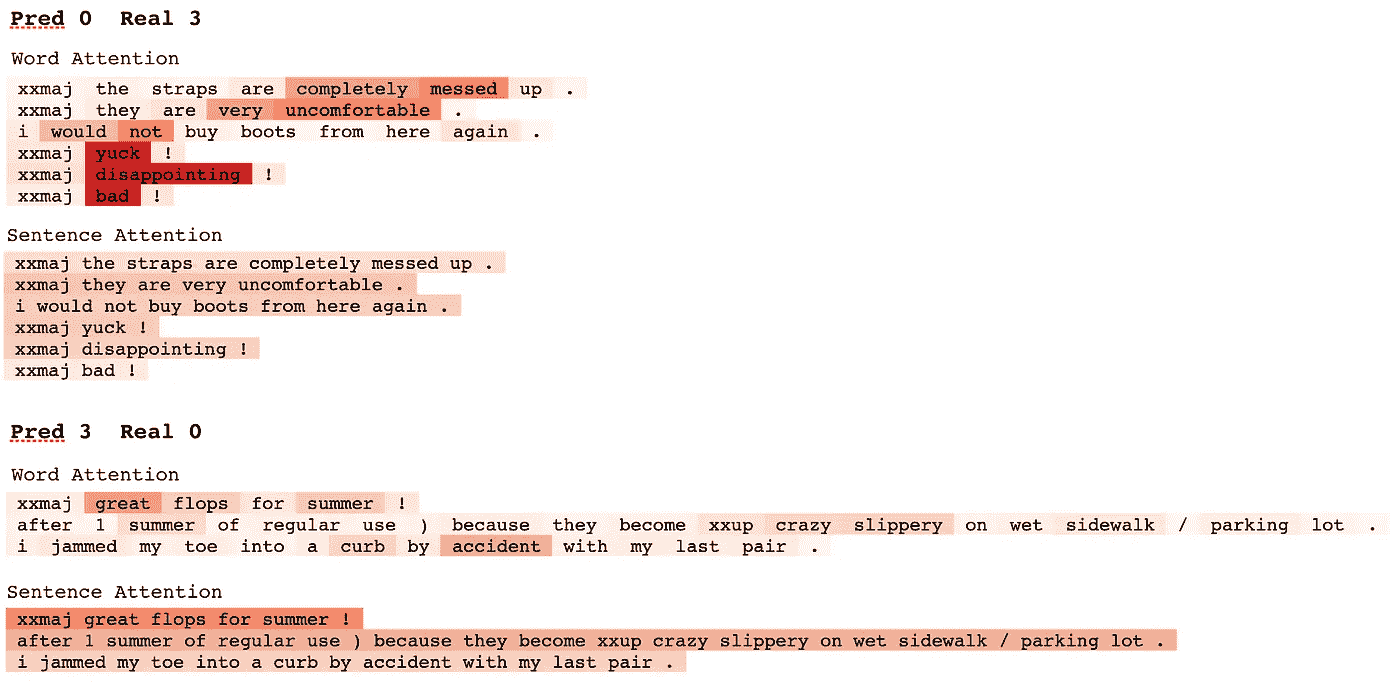 Pred 0 Real 3
Word Attention
xxmaj the straps are completely messed up .
xxmaj they are very uncomfortable .
i would not buy boots from here again .
xxmaj yuck !
xxmaj disappointing !
xxmaj bad !
Sentence Attention
xxmaj the straps are completely messed up .
xxmaj they are very uncomfortable .
i would not buy boots from here again .
xxmaj yuck !
xxmaj disappointing !
xxmaj bad !
Pred 3 Real 0
Word Attention
xxmaj great flops for summer !
after 1 summer of regular use ) because they become xxup crazy slippery on wet sidewalk / parking lot .
i jammed my toe into a curb by accident with my last pair .
Sentence Attention
xxmaj great flops for summer !
after 1 summer of regular use ) because they become xxup crazy slippery on wet sidewalk / parking lot .
i jammed my toe into a curb by accident with my last pair .